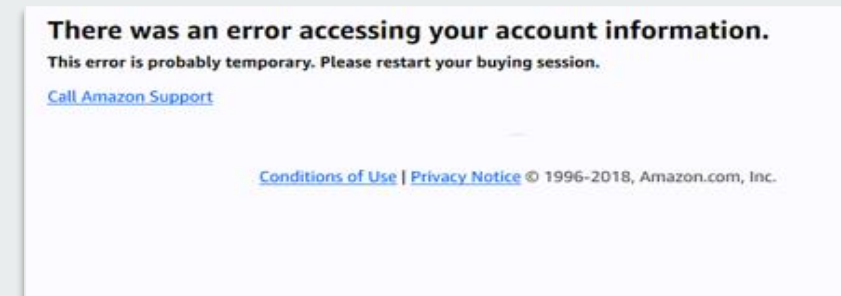 There was an error accessing your account information.
This error is probably temporary. Please restart your buying session.
Call Amazon Support
Conditions of Use | Privacy Notice © 1996-2018, Amazon.com, Inc.